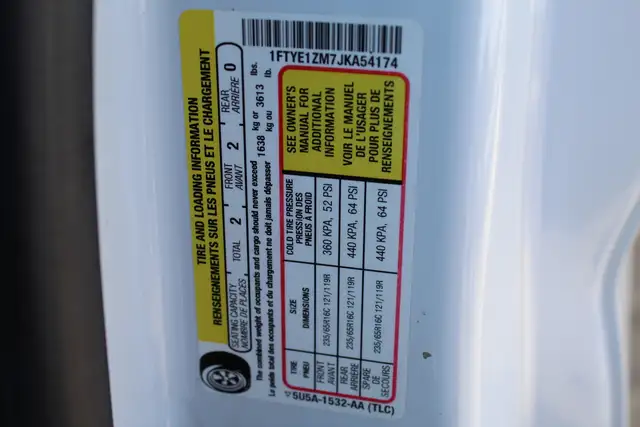 1FTYE1ZM7JKA54174
TIRE AND LOADING INFORMATION
RENSEIGNEMENTS SUR LES PNEUS ET LE CHARGEMENT
SEATING CAPACITY
NOMBRE DE PLACES
TOTAL 2
FRONT
AVANT
2
REAR
ARRIÈRE
0
The combined weight of occupants and cargo should never exceed
Le poids total des occupants et du chargement ne doit jamais dépasser
1638 kg or 3613 lbs.
kg ou lb.
TIRE
PNEU
SIZE
DIMENSIONS
COLD TIRE PRESSURE
PRESSION DES
PNEUS À FROID
SEE OWNER'S
MANUAL FOR
ADDITIONAL
INFORMATION
VOIR LE MANUEL
DE L'USAGER
POUR PLUS DE
RENSEIGNEMENTS
FRONT
AVANT
235/65R16C 121/119R
360 KPA, 52 PSI
REAR
ARRIÈRE
235/65R16C 121/119R
440 KPA, 64 PSI
SPARE
DE
SECOURS
235/65R16C 121/119R
440 KPA, 64 PSI
5U5A-1532-AA (TLC)